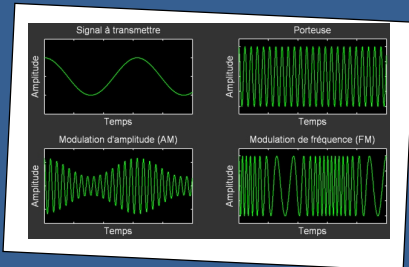 Signal à transmettre
Amplitude
Temps
Porteuse
Amplitude
Temps
Modulation d'amplitude (AM)
Amplitude
Temps
Modulation de fréquence (FM)
Amplitude
Temps